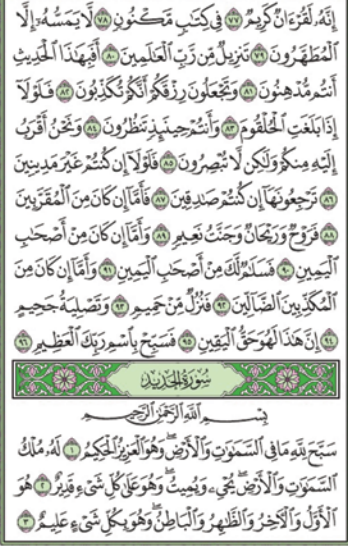 إِنَّهُۥ لَقُرْءَانٌ كَرِيمٌ ٧٧ فِى كِتَٰبٍ مَّكْنُونٍ ٧٨ لَّا يَمَسُّهُۥٓ إِلَّا
ٱلْمُطَهَّرُونَ ٧٩ تَنزِيلٌ مِّن رَّبِّ ٱلْعَٰلَمِينَ ٨٠ أَفَبِهَٰذَا ٱلْحَدِيثِ
أَنتُم مُّدْهِنُونَ ٨١ وَتَجْعَلُونَ رِزْقَكُمْ أَنَّكُمْ تُكَذِّبُونَ ٨٢ فَلَوْلَآ
إِذَا بَلَغَتِ ٱلْحُلْقُومَ ٨٣ وَأَنتُمْ حِينَئِذٍ تَنظُرُونَ ٨٤ وَنَحْنُ أَقْرَبُ
إِلَيْهِ مِنكُمْ وَلَٰكِن لَّا تُبْصِرُونَ ٨٥ فَلَوْلَآ إِن كُنتُمْ غَيْرَ مَدِينِينَ
٨٦ تَرْجِعُونَهَآ إِن كُنتُمْ صَٰدِقِينَ ٨٧ فَأَمَّآ إِن كَانَ مِنَ ٱلْمُقَرَّبِينَ
٨٨ فَرَوْحٌ وَرَيْحَانٌ وَجَنَّتُ نَعِيمٍ ٨٩ وَأَمَّآ إِن كَانَ مِنْ أَصْحَٰبِ
ٱلْيَمِينِ ٩٠ فَسَلَٰمٌ لَّكَ مِنْ أَصْحَٰبِ ٱلْيَمِينِ ٩١ وَأَمَّآ إِن كَانَ مِنَ
ٱلْمُكَذِّبِينَ ٱلضَّآلِّينَ ٩٢ فَنُزُلٌ مِّنْ حَمِيمٍ ٩٣ وَتَصْلِيَةُ جَحِيمٍ
٩٤ إِنَّ هَٰذَا لَهُوَ حَقُّ ٱلْيَقِينِ ٩٥ فَسَبِّحْ بِٱسْمِ رَبِّكَ ٱلْعَظِيمِ ٩٦
سُورَةُ الحَدِيدِ
بِسْمِ ٱللَّهِ ٱلرَّحْمَٰنِ ٱلرَّحِيمِ
سَبَّحَ لِلَّهِ مَا فِى ٱلسَّمَٰوَٰتِ وَٱلْأَرْضِ ۖ وَهُوَ ٱلْعَزِيزُ ٱلْحَكِيمُ ١ لَهُۥ مُلْكُ
ٱلسَّمَٰوَٰتِ وَٱلْأَرْضِ ۖ يُحْىِۦ وَيُمِيتُ ۖ وَهُوَ عَلَىٰ كُلِّ شَىْءٍ قَدِيرٌ ٢ هُوَ
ٱلْأَوَّلُ وَٱلْءَاخِرُ وَٱلظَّٰهِرُ وَٱلْبَاطِنُ ۖ وَهُوَ بِكُلِّ شَىْءٍ عَلِيمٌ ٣